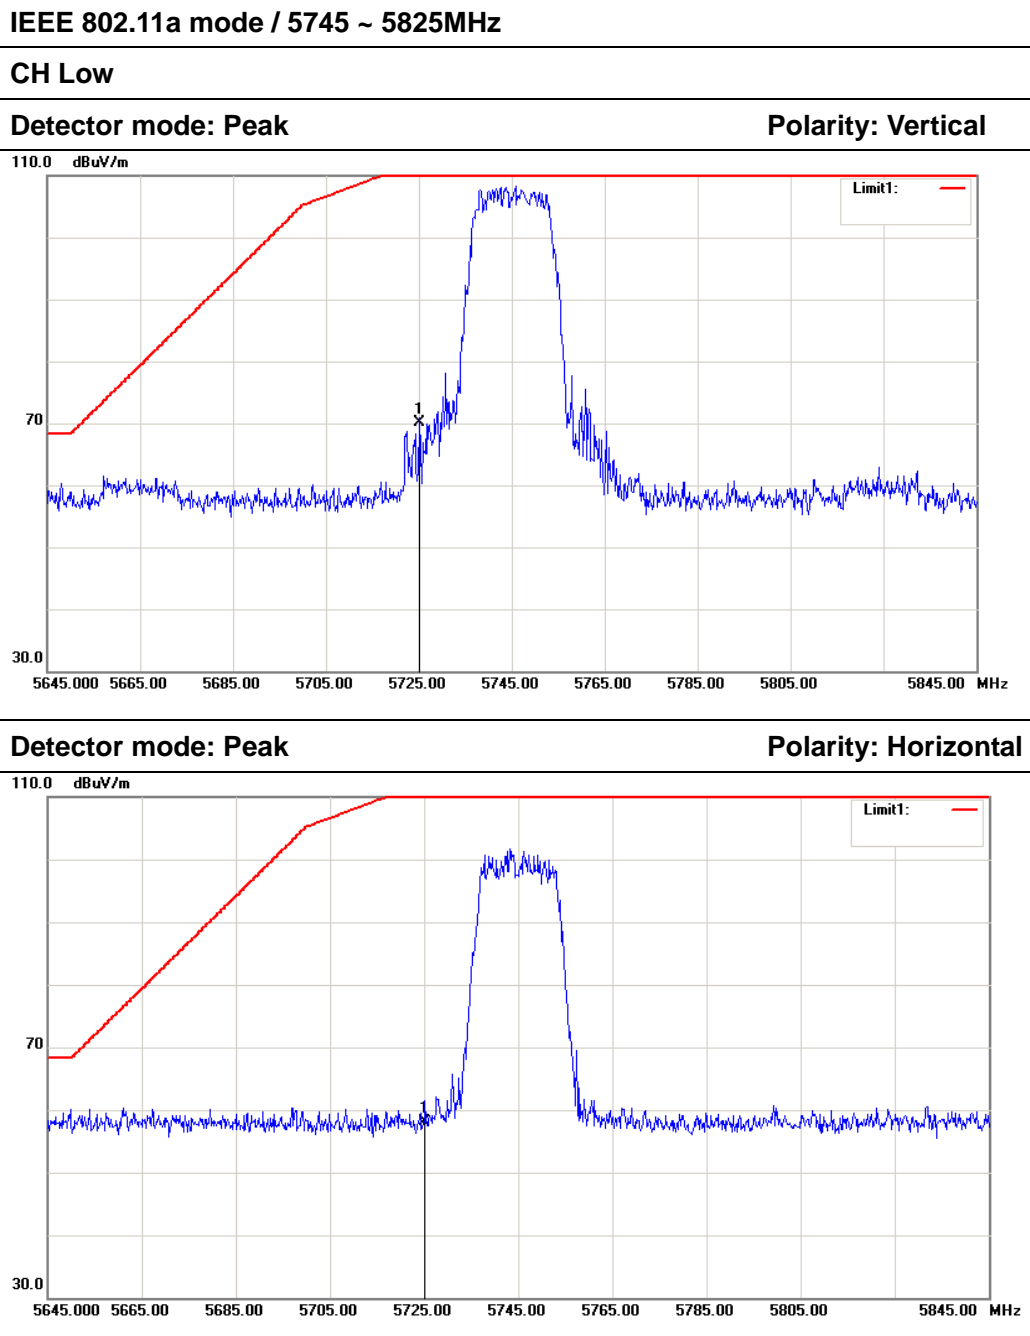 IEEE 802.11a mode / 5745 ~ 5825MHz
CH Low
Detector mode: Peak Polarity: Vertical
110.0 dBuV/m
Limit1:
1
70
30.0
5645.000 5665.00 5685.00 5705.00 5725.00 5745.00 5765.00 5785.00 5805.00 5845.00 MHz
Detector mode: Peak Polarity: Horizontal
110.0 dBuV/m
Limit1:
70
1
30.0
5645.000 5665.00 5685.00 5705.00 5725.00 5745.00 5765.00 5785.00 5805.00 5845.00 MHz